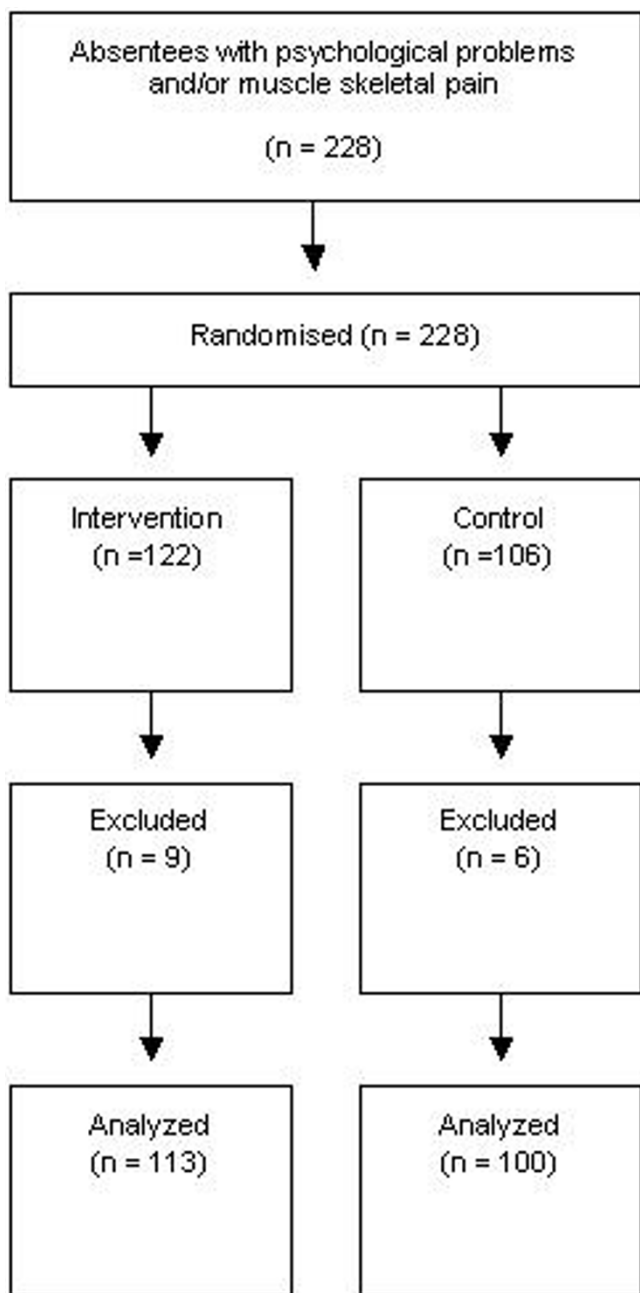 Absentees with psychological problems
and/or muscle skeletal pain
(n = 228)
Randomised (n = 228)
Intervention
(n =122)
Control
(n =106)
Excluded
(n = 9)
Excluded
(n = 6)
Analyzed
(n = 113)
Analyzed
(n = 100)